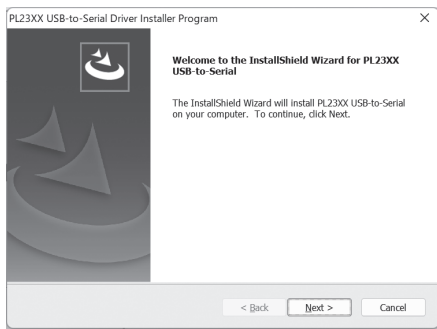 PL23XX USB-to-Serial Driver Installer Program
Welcome to the InstallShield Wizard for PL23XX
USB-to-Serial
The InstallShield Wizard will install PL23XX USB-to-Serial
on your computer. To continue, click Next.
< Back Next > Cancel